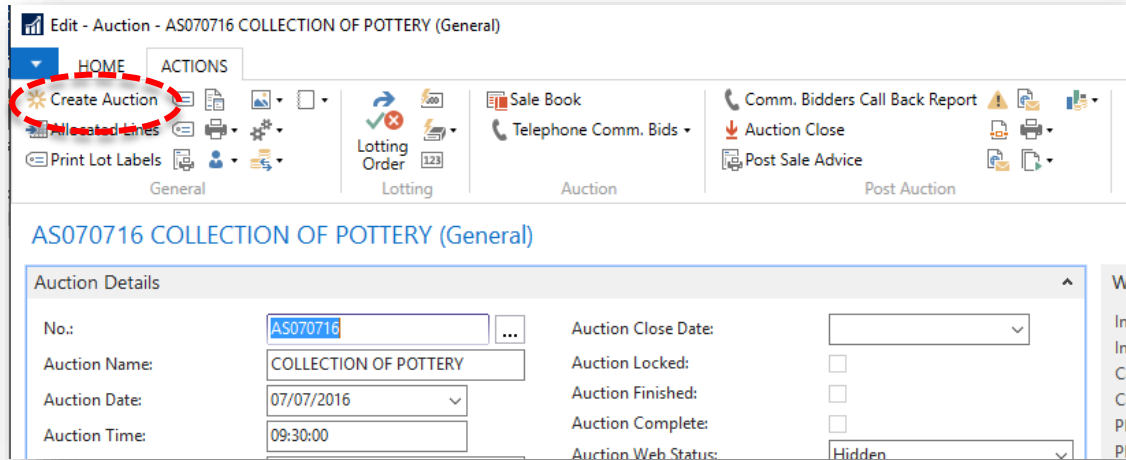 Edit - Auction - AS070716 COLLECTION OF POTTERY (General)
HOME ACTIONS
Create Auction
Allocated Lines
Print Lot Labels
General
Lotting
Order
123
Lotting
Sale Book
Telephone Comm. Bids
Auction
Comm. Bidders Call Back Report
Auction Close
Post Sale Advice
Post Auction
AS070716 COLLECTION OF POTTERY (General)
Auction Details
No.: AS070716 ...
Auction Name: COLLECTION OF POTTERY
Auction Date: 07/07/2016
Auction Time: 09:30:00
Auction Close Date:
Auction Locked:
Auction Finished:
Auction Complete:
Auction Web Status: Hidden